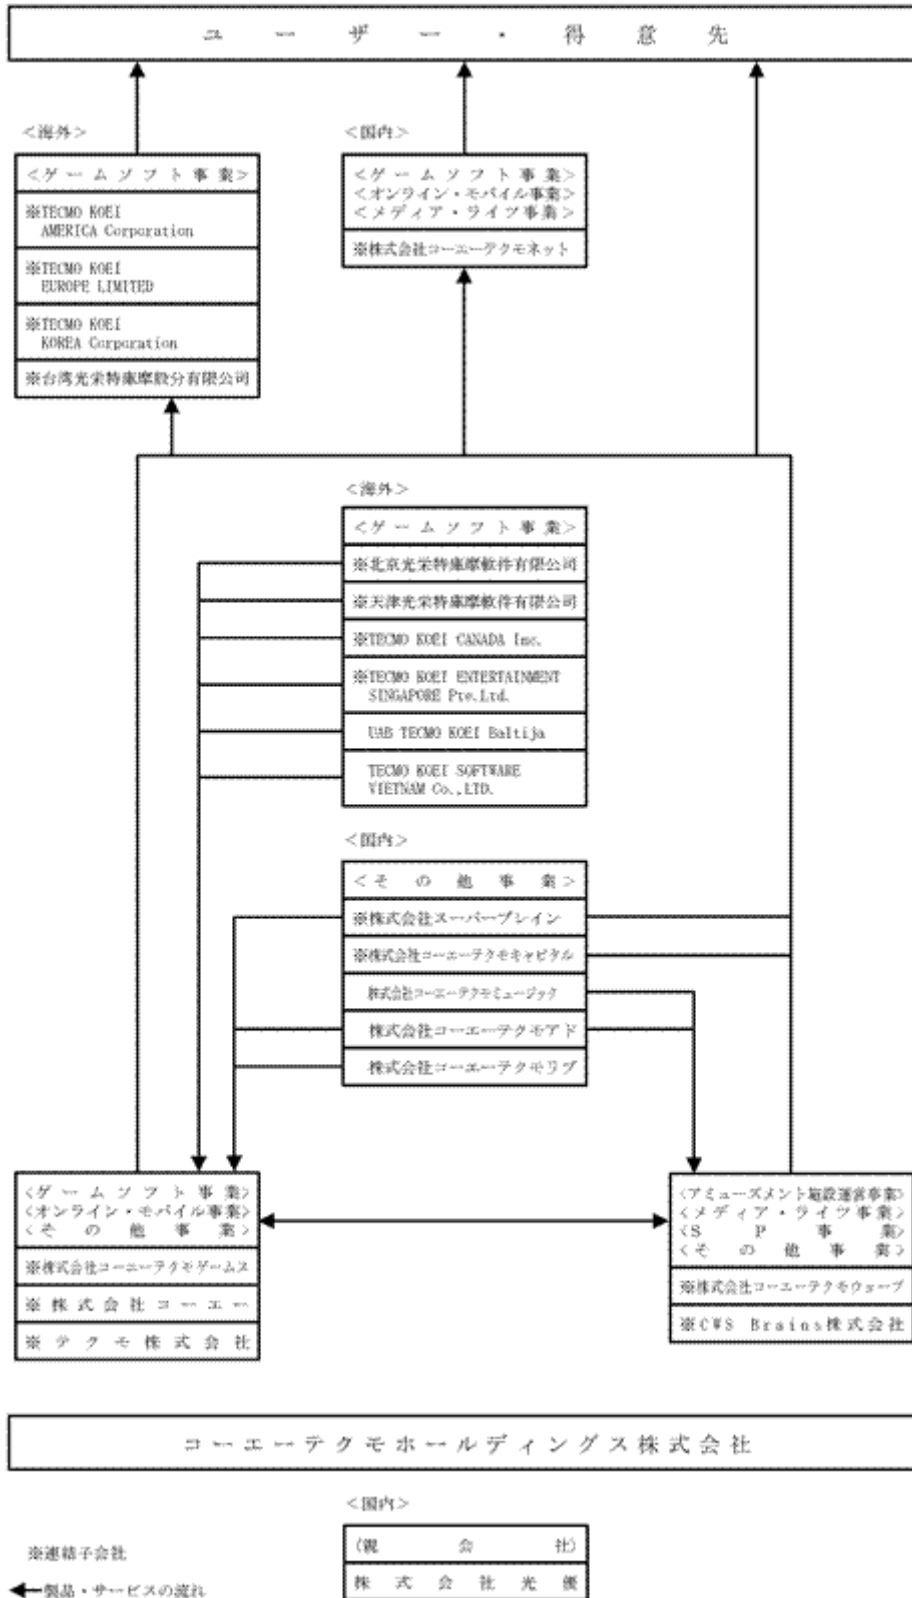 ユーザー・得意先
＜海外＞
＜ゲームソフト事業＞
※TECMO KOEI
AMERICA Corporation
※TECMO KOEI
EUROPE LIMITED
※TECMO KOEI
KOREA Corporation
※台湾光栄特庫摩股分有限公司
＜国内＞
＜ゲームソフト事業＞
＜オンライン・モバイル事業＞
＜メディア・ライツ事業＞
※株式会社コーエーテクモネット
＜海外＞
＜ゲームソフト事業＞
※北京光栄特庫摩軟件有限公司
※天津光栄特庫摩軟件有限公司
※TECMO KOEI CANADA Inc.
※TECMO KOEI ENTERTAINMENT
SINGAPORE Pte.Ltd.
UAB TECMO KOEI Baltija
TECMO KOEI SOFTWARE
VIETNAM Co.,LTD.
＜国内＞
＜その他事業＞
※株式会社スーパーブレイン
※株式会社コーエーテクモキャピタル
株式会社コーエーテクモミュージック
株式会社コーエーテクモアド
株式会社コーエーテクモリブ
＜ゲームソフト事業＞
＜オンライン・モバイル事業＞
＜その他事業＞
※株式会社コーエーテクモゲームス
※株式会社コーエー
※テクモ株式会社
＜アミューズメント施設運営事業＞
＜メディア・ライツ事業＞
＜SP事業＞
＜その他事業＞
※株式会社コーエーテクモウェーブ
※CWS Brains株式会社
コーエーテクモホールディングス株式会社
＜国内＞
(親会社)
株式会社光優
※連結子会社
製品・サービスの流れ